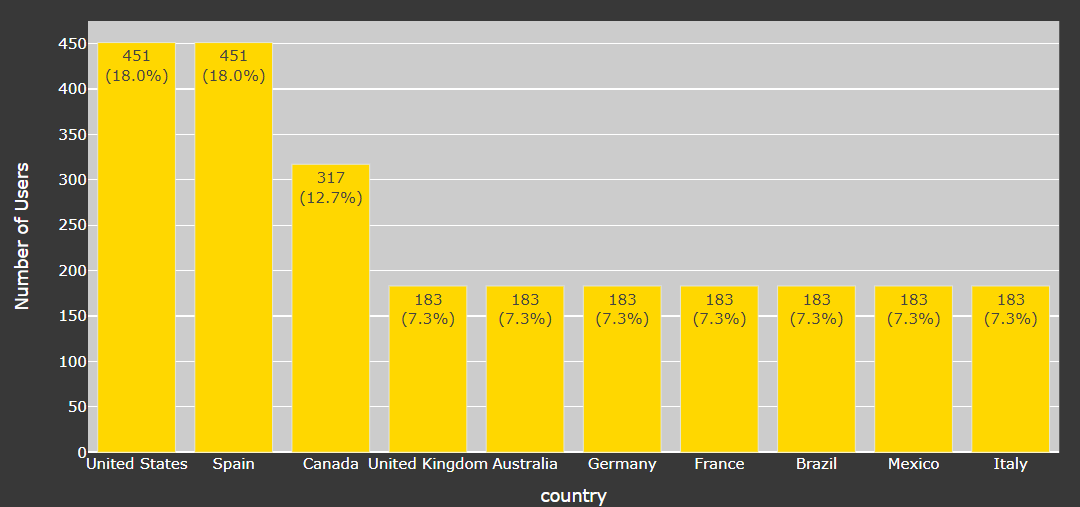 Number of Users
450
400
350
300
250
200
150
100
50
0
451
(18.0%)
451
(18.0%)
317
(12.7%)
183
(7.3%)
183
(7.3%)
183
(7.3%)
183
(7.3%)
183
(7.3%)
183
(7.3%)
183
(7.3%)
United States
Spain
Canada
United Kingdom
Australia
Germany
France
Brazil
Mexico
Italy
country